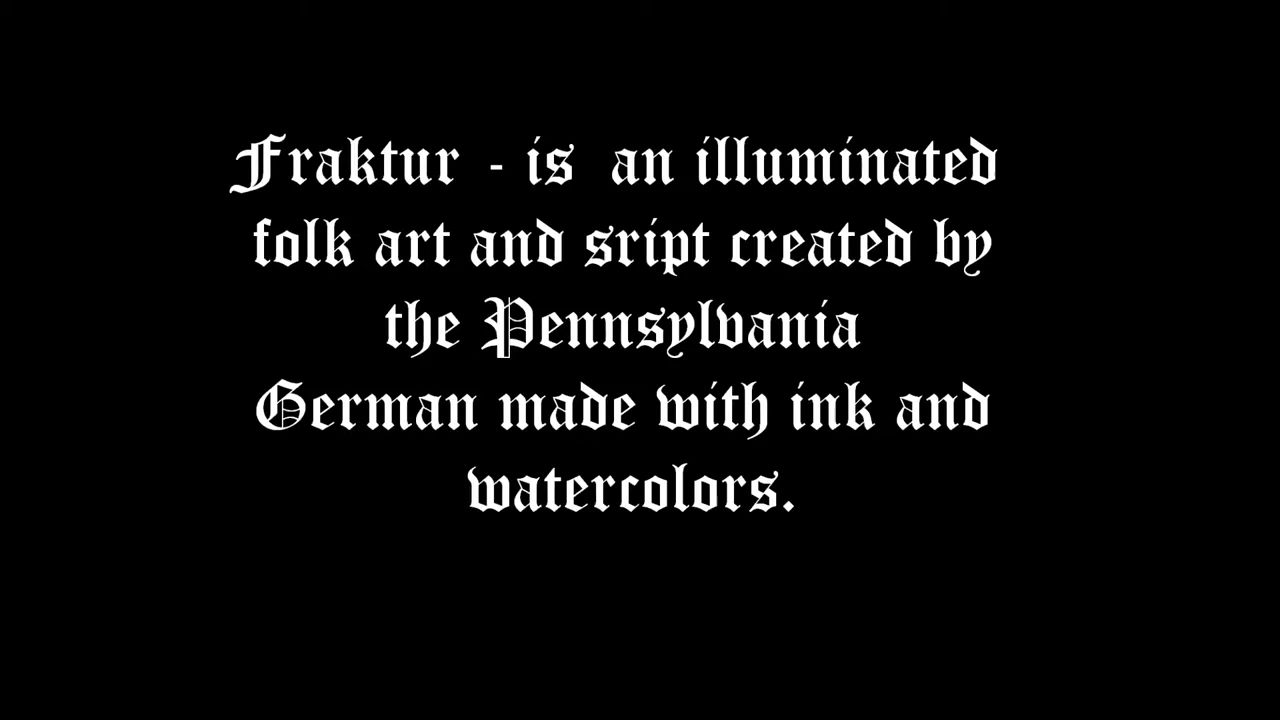 Fraktur - is an illuminated
folk art and sript created by
the Pennsylvania
German made with ink and
watercolors.